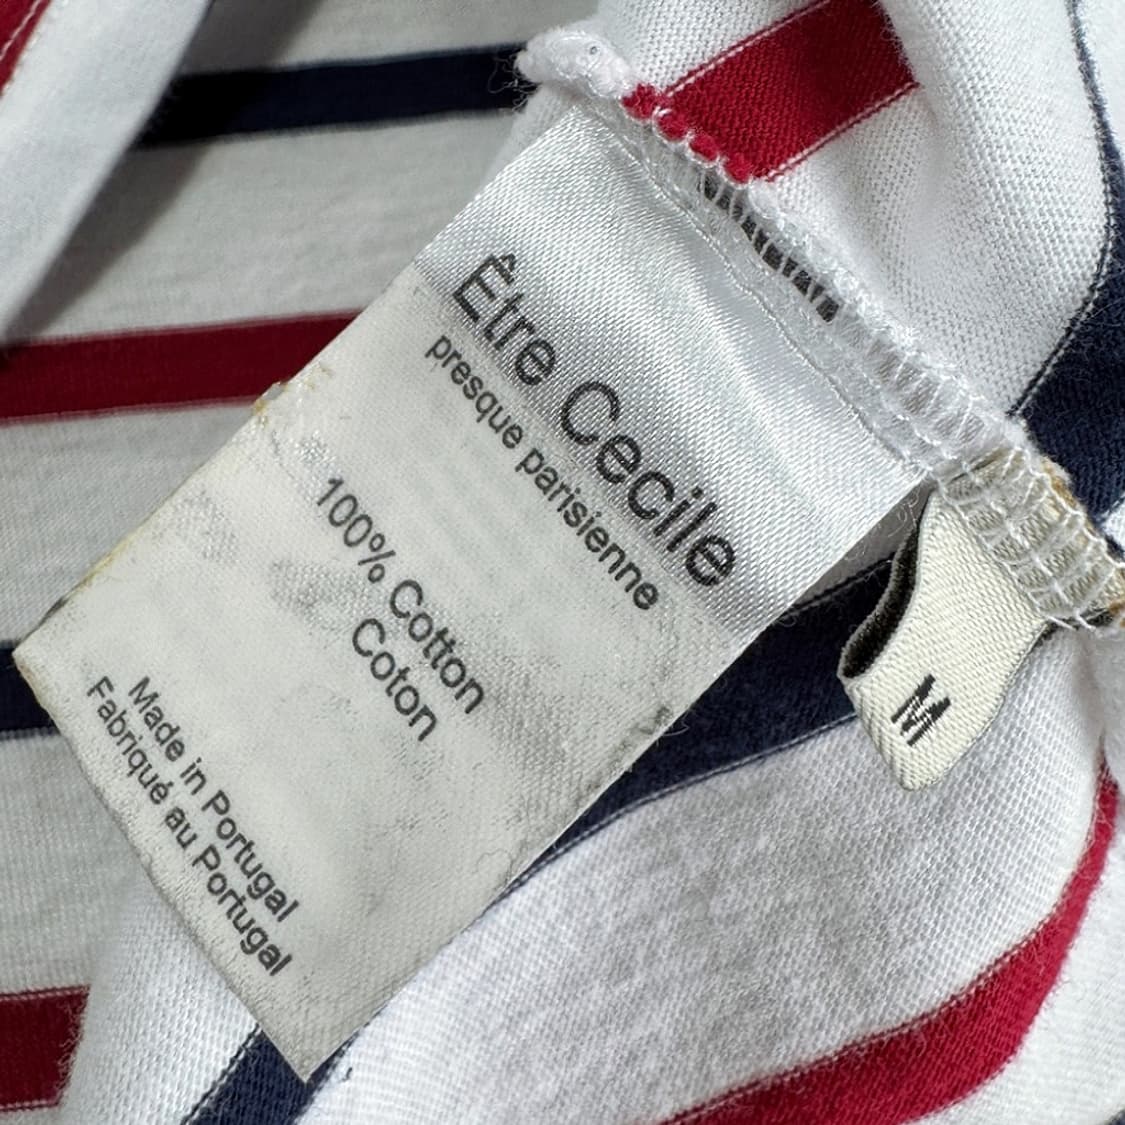 Être Cecile
presque parisienne
100% Cotton
Coton
Made in Portugal
Fabriqué au Portugal
M